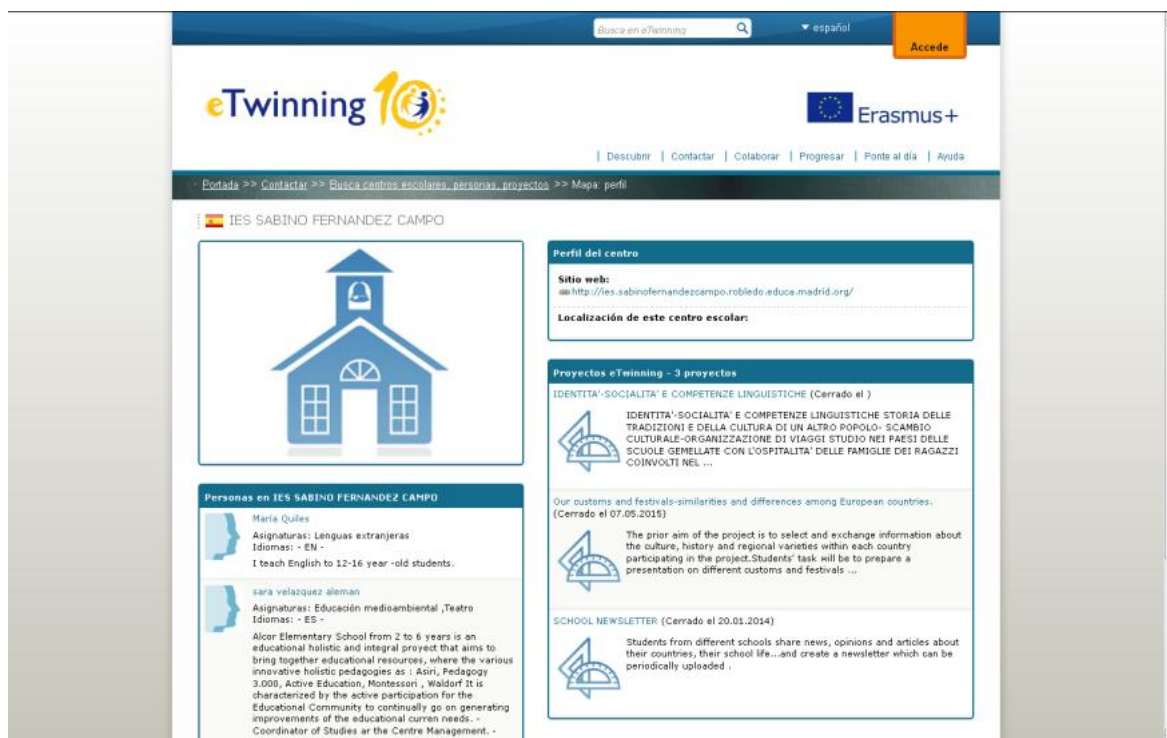 Busca en eTwinning
español
Accede
eTwinning 10
Erasmus+
| Descubrir | Contactar | Colaborar | Progresar | Ponte al día | Ayuda
Portada >> Contactar >> Busca centros escolares, personas, proyectos >> Mapa: perfil
IES SABINO FERNANDEZ CAMPO
Personas en IES SABINO FERNANDEZ CAMPO
María Quiles
Asignaturas: Lenguas extranjeras
Idiomas: - EN -
I teach English to 12-16 year -old students.
sara velazquez aleman
Asignaturas: Educación medioambiental ,Teatro
Idiomas: - ES -
Alcor Elementary School from 2 to 6 years is an
educational holistic and integral proyect that aims to
bring together educational resources, where the various
innovative holistic pedagogies as : Asiri, Pedagogy
3.000, Active Education, Montessori , Waldorf It is
characterized by the active participation for the
Educational Community to continually go on generating
improvements of the educational curren needs. -
Coordinator of Studies ar the Centre Management. -
Perfil del centro
Sitio web:
http://ies.sabinofernandezcampo.robledo.educa.madrid.org/
Localización de este centro escolar:
Proyectos eTwinning - 3 proyectos
IDENTITA'-SOCIALITA' E COMPETENZE LINGUISTICHE (Cerrado el )
IDENTITA'-SOCIALITA' E COMPETENZE LINGUISTICHE STORIA DELLE
TRADIZIONI E DELLA CULTURA DI UN ALTRO POPOLO- SCAMBIO
CULTURALE-ORGANIZZAZIONE DI VIAGGI STUDIO NEI PAESI DELLE
SCUOLE GEMELLATE CON L'OSPITALITA' DELLE FAMIGLIE DEI RAGAZZI
COINVOLTI NEL ...
Our customs and festivals-similarities and differences among European countries.
(Cerrado el 07.05.2015)
The prior aim of the project is to select and exchange information about
the culture, history and regional varieties within each country
participating in the project.Students' task will be to prepare a
presentation on different customs and festivals ...
SCHOOL NEWSLETTER (Cerrado el 20.01.2014)
Students from different schools share news, opinions and articles about
their countries, their school life...and create a newsletter which can be
periodically uploaded .